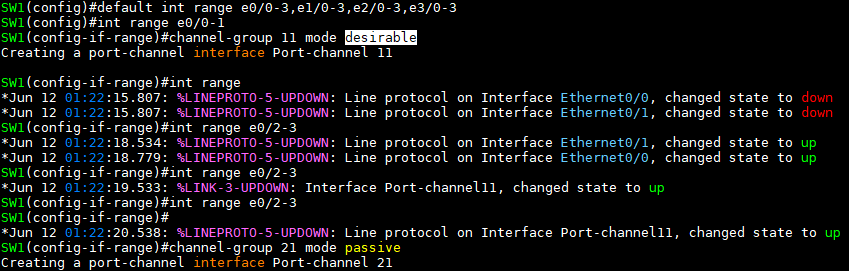 SW1(config)#default int range e0/0-3,e1/0-3,e2/0-3,e3/0-3
SW1(config)#int range e0/0-1
SW1(config-if-range)#channel-group 11 mode desirable
Creating a port-channel interface Port-channel 11
SW1(config-if-range)#int range
*Jun 12 01:22:15.807: %LINEPROTO-5-UPDOWN: Line protocol on Interface Ethernet0/0, changed state to down
*Jun 12 01:22:15.807: %LINEPROTO-5-UPDOWN: Line protocol on Interface Ethernet0/1, changed state to down
SW1(config-if-range)#int range e0/2-3
*Jun 12 01:22:18.534: %LINEPROTO-5-UPDOWN: Line protocol on Interface Ethernet0/1, changed state to up
*Jun 12 01:22:18.779: %LINEPROTO-5-UPDOWN: Line protocol on Interface Ethernet0/0, changed state to up
SW1(config-if-range)#int range e0/2-3
*Jun 12 01:22:19.533: %LINK-3-UPDOWN: Interface Port-channel11, changed state to up
SW1(config-if-range)#int range e0/2-3
SW1(config-if-range)#
*Jun 12 01:22:20.538: %LINEPROTO-5-UPDOWN: Line protocol on Interface Port-channel11, changed state to up
SW1(config-if-range)#channel-group 21 mode passive
Creating a port-channel interface Port-channel 21